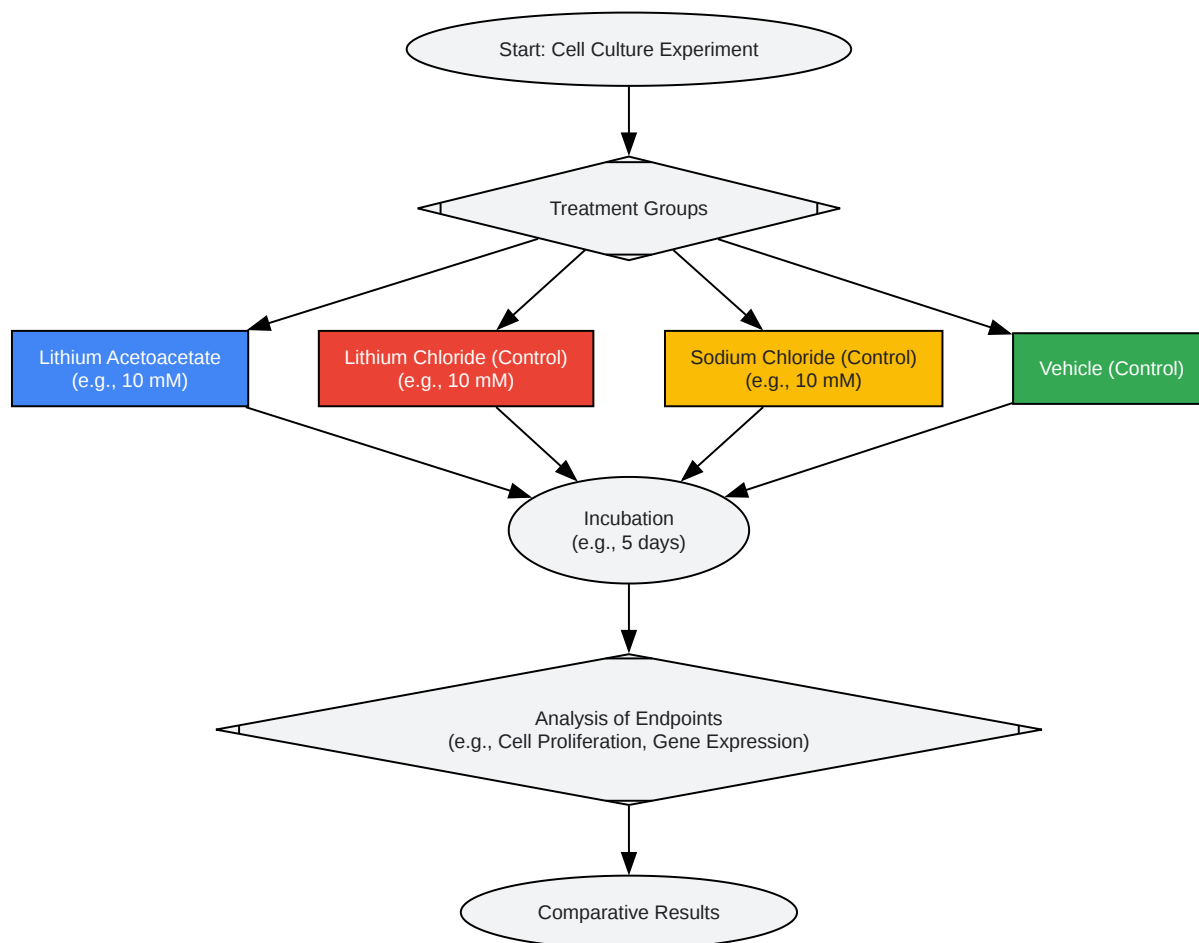 Start: Cell Culture Experiment
Treatment Groups
Lithium Acetoacetate
(e.g., 10 mM)
Lithium Chloride (Control)
(e.g., 10 mM)
Sodium Chloride (Control)
(e.g., 10 mM)
Vehicle (Control)
Incubation
(e.g., 5 days)
Analysis of Endpoints
(e.g., Cell Proliferation, Gene Expression)
Comparative Results